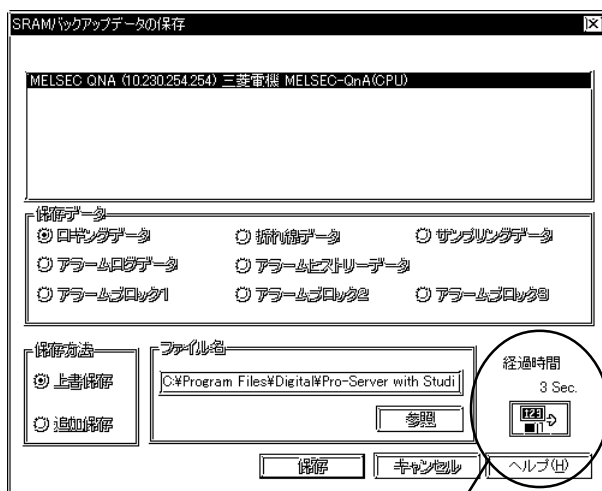 SRAMバックアップデータの保存
MELSEC QNA (10.230.254.254) 三菱電機 MELSEC-QnA(CPU)
保存データ
ロギングデータ 折れ線データ サンプリングデータ
アラームログデータ アラームヒストリーデータ
アラームブロック1 アラームブロック2 アラームブロック3
保存方法
上書保存
追加保存
ファイル名
C:¥Program Files¥Digital¥Pro-Server with Studi
参照
経過時間
3 Sec.
123
保存 キャンセル ヘルプ(H)